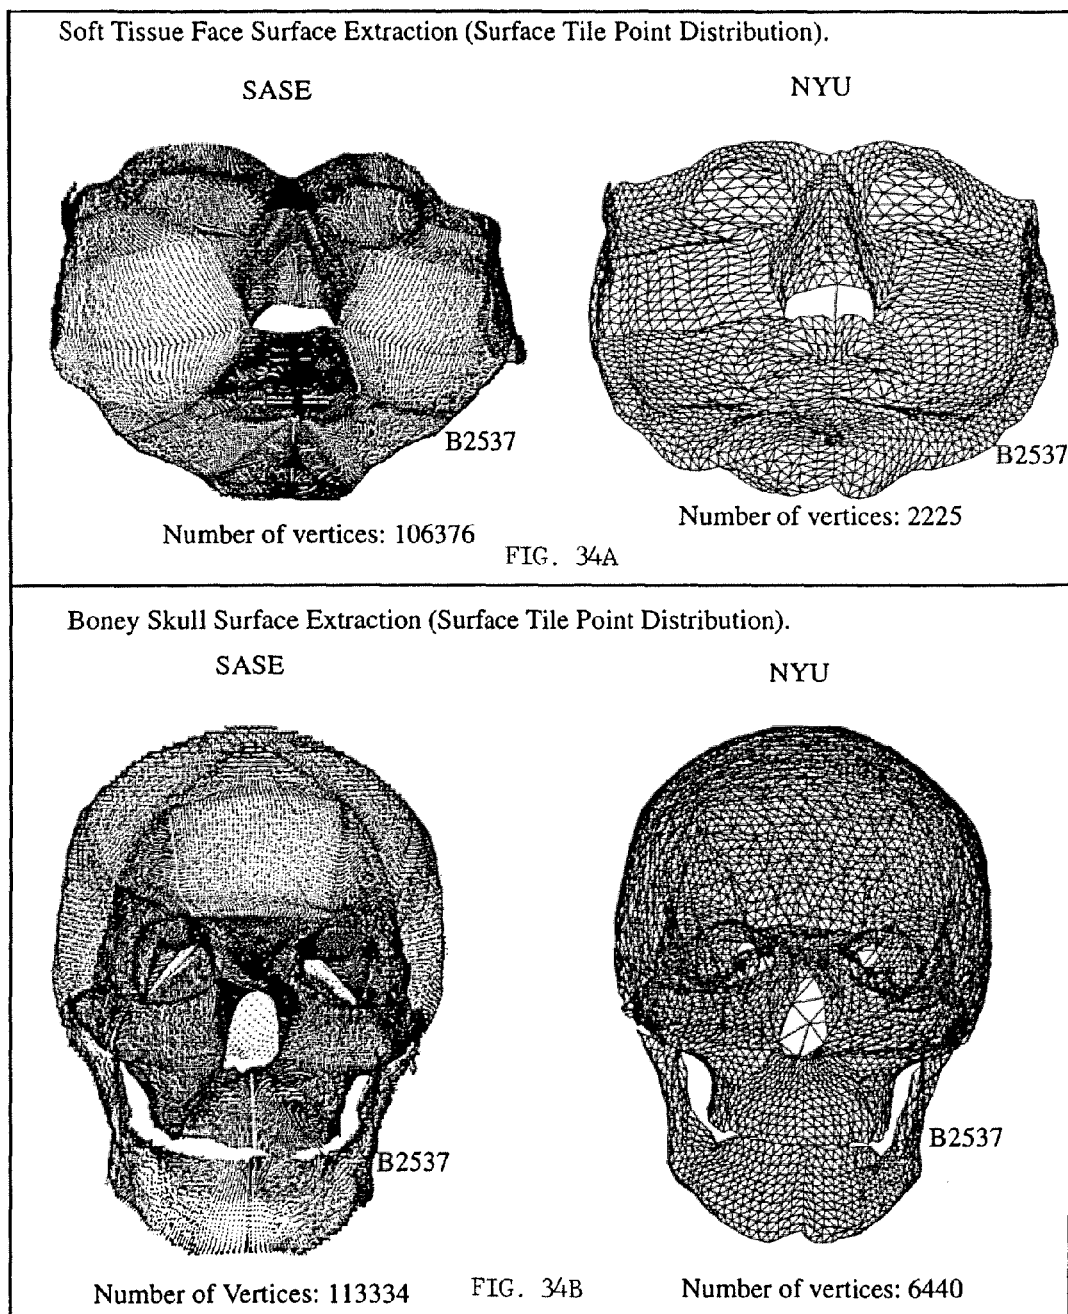 Soft Tissue Face Surface Extraction (Surface Tile Point Distribution).
SASE
NYU
B2537
B2537
Number of vertices: 106376
Number of vertices: 2225
FIG. 34A
Boney Skull Surface Extraction (Surface Tile Point Distribution).
SASE
NYU
B2537
B2537
Number of Vertices: 113334
FIG. 34B
Number of vertices: 6440